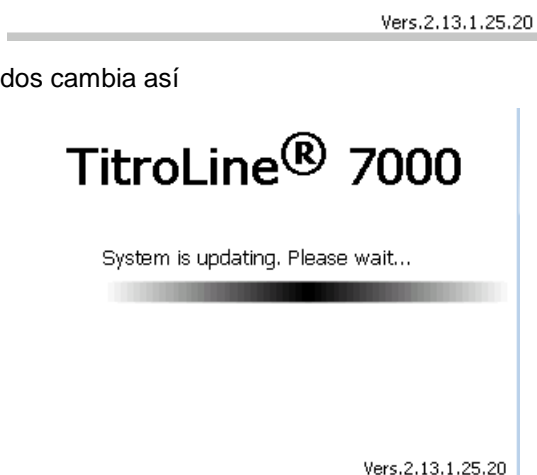 Vers.2.13.1.25.20
dos cambia así
TitroLine® 7000
System is updating. Please wait...
Vers.2.13.1.25.20